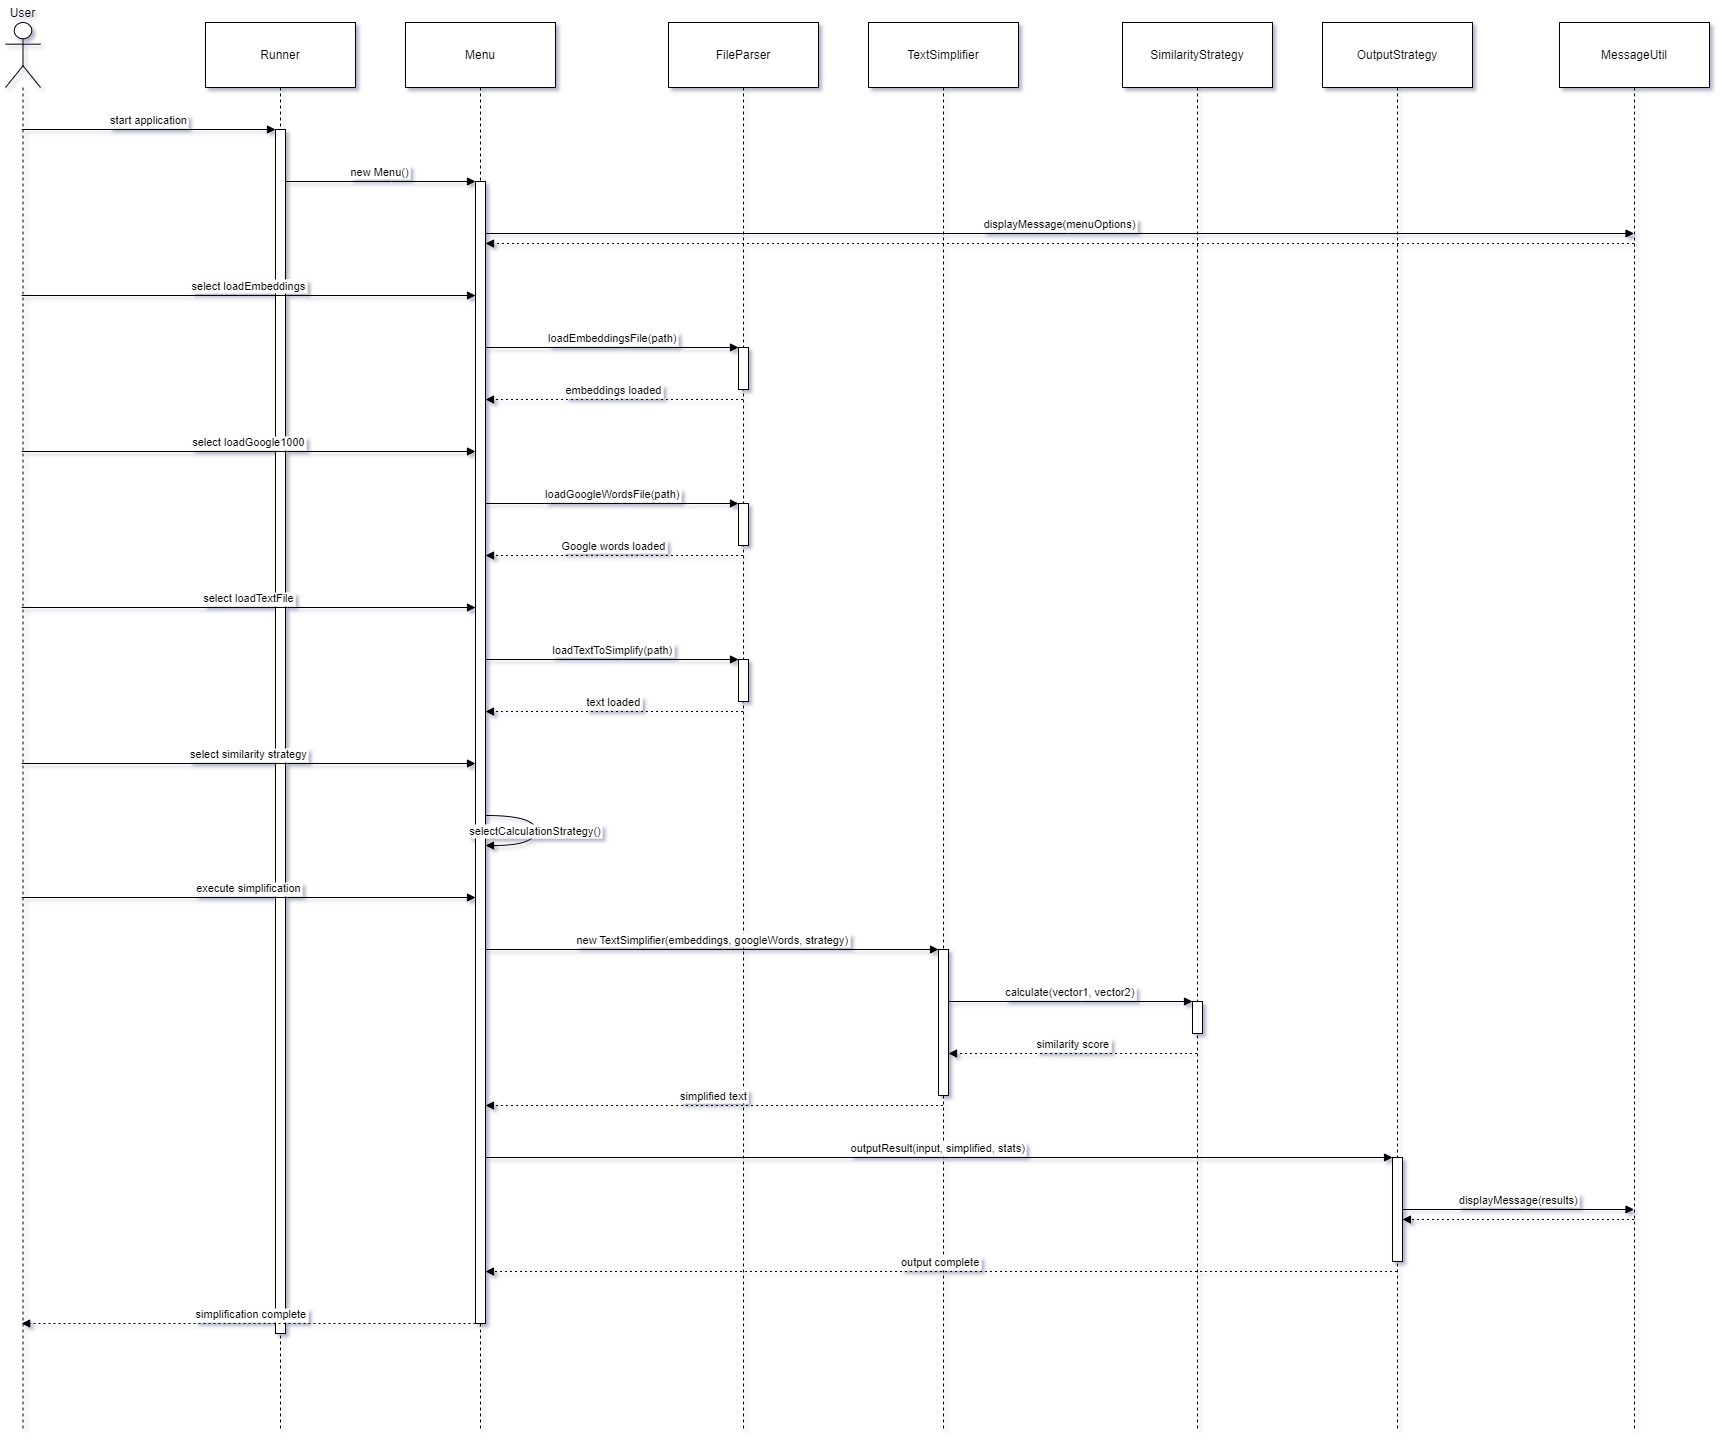 User
Runner
Menu
FileParser
TextSimplifier
SimilarityStrategy
OutputStrategy
MessageUtil
start application
new Menu()
displayMessage(menuOptions)
select loadEmbeddings
loadEmbeddingsFile(path)
embeddings loaded
select loadGoogle1000
loadGoogleWordsFile(path)
Google words loaded
select loadTextFile
loadTextToSimplify(path)
text loaded
select similarity strategy
selectCalculationStrategy()
execute simplification
new TextSimplifier(embeddings, googleWords, strategy)
calculate(vector1, vector2)
similarity score
simplified text
outputResult(input, simplified, stats)
displayMessage(results)
output complete
simplification complete